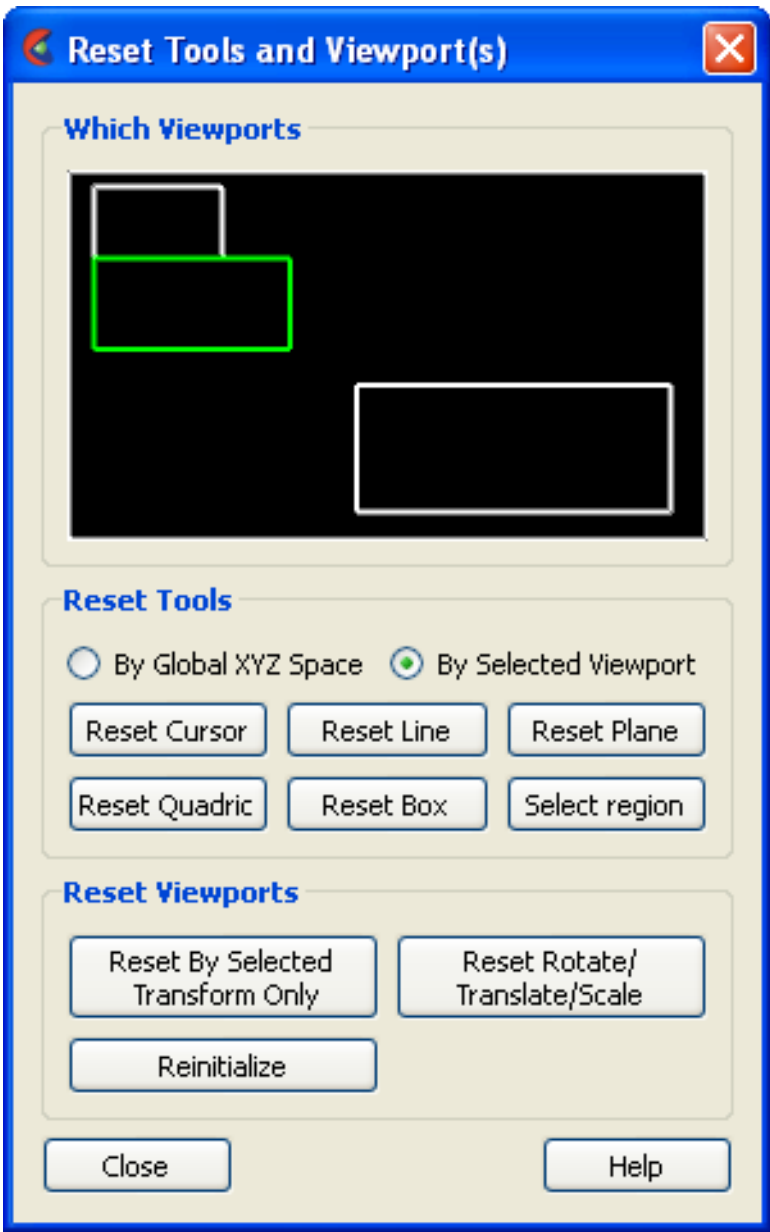 Reset Tools and Viewport(s)
Which Viewports
Reset Tools
By Global XYZ Space By Selected Viewport
Reset Cursor Reset Line Reset Plane
Reset Quadric Reset Box Select region
Reset Viewports
Reset By Selected
Transform Only
Reset Rotate/
Translate/Scale
Reinitialize
Close Help